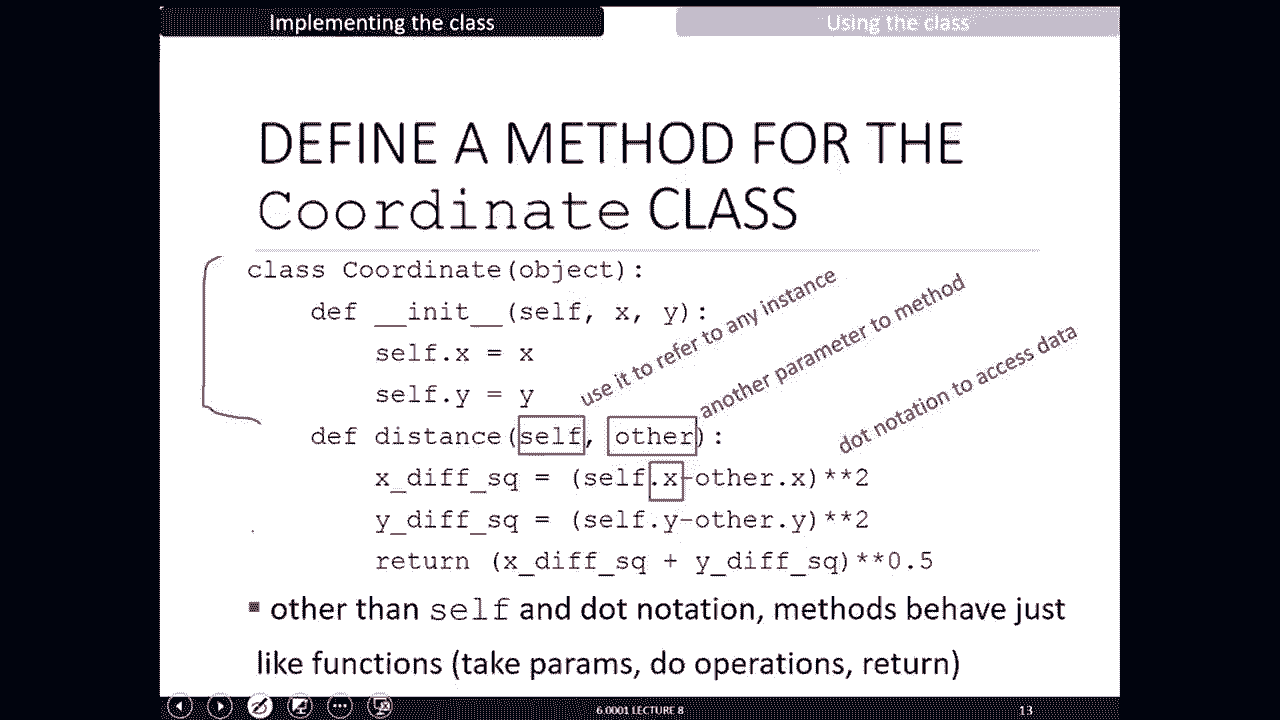 Implementing the class
Using the class
DEFINE A METHOD FOR THE
Coordinate CLASS
class Coordinate(object):
def __init__(self, x, y):
self.x = x
self.y = y
use it to refer to any instance
another parameter to method
dot notation to access data
def distance(self, other):
x_diff_sq = (self.x-other.x)**2
y_diff_sq = (self.y-other.y)**2
return (x_diff_sq + y_diff_sq)**0.5
▪ other than self and dot notation, methods behave just
like functions (take params, do operations, return)
6.0001 LECTURE 8
13